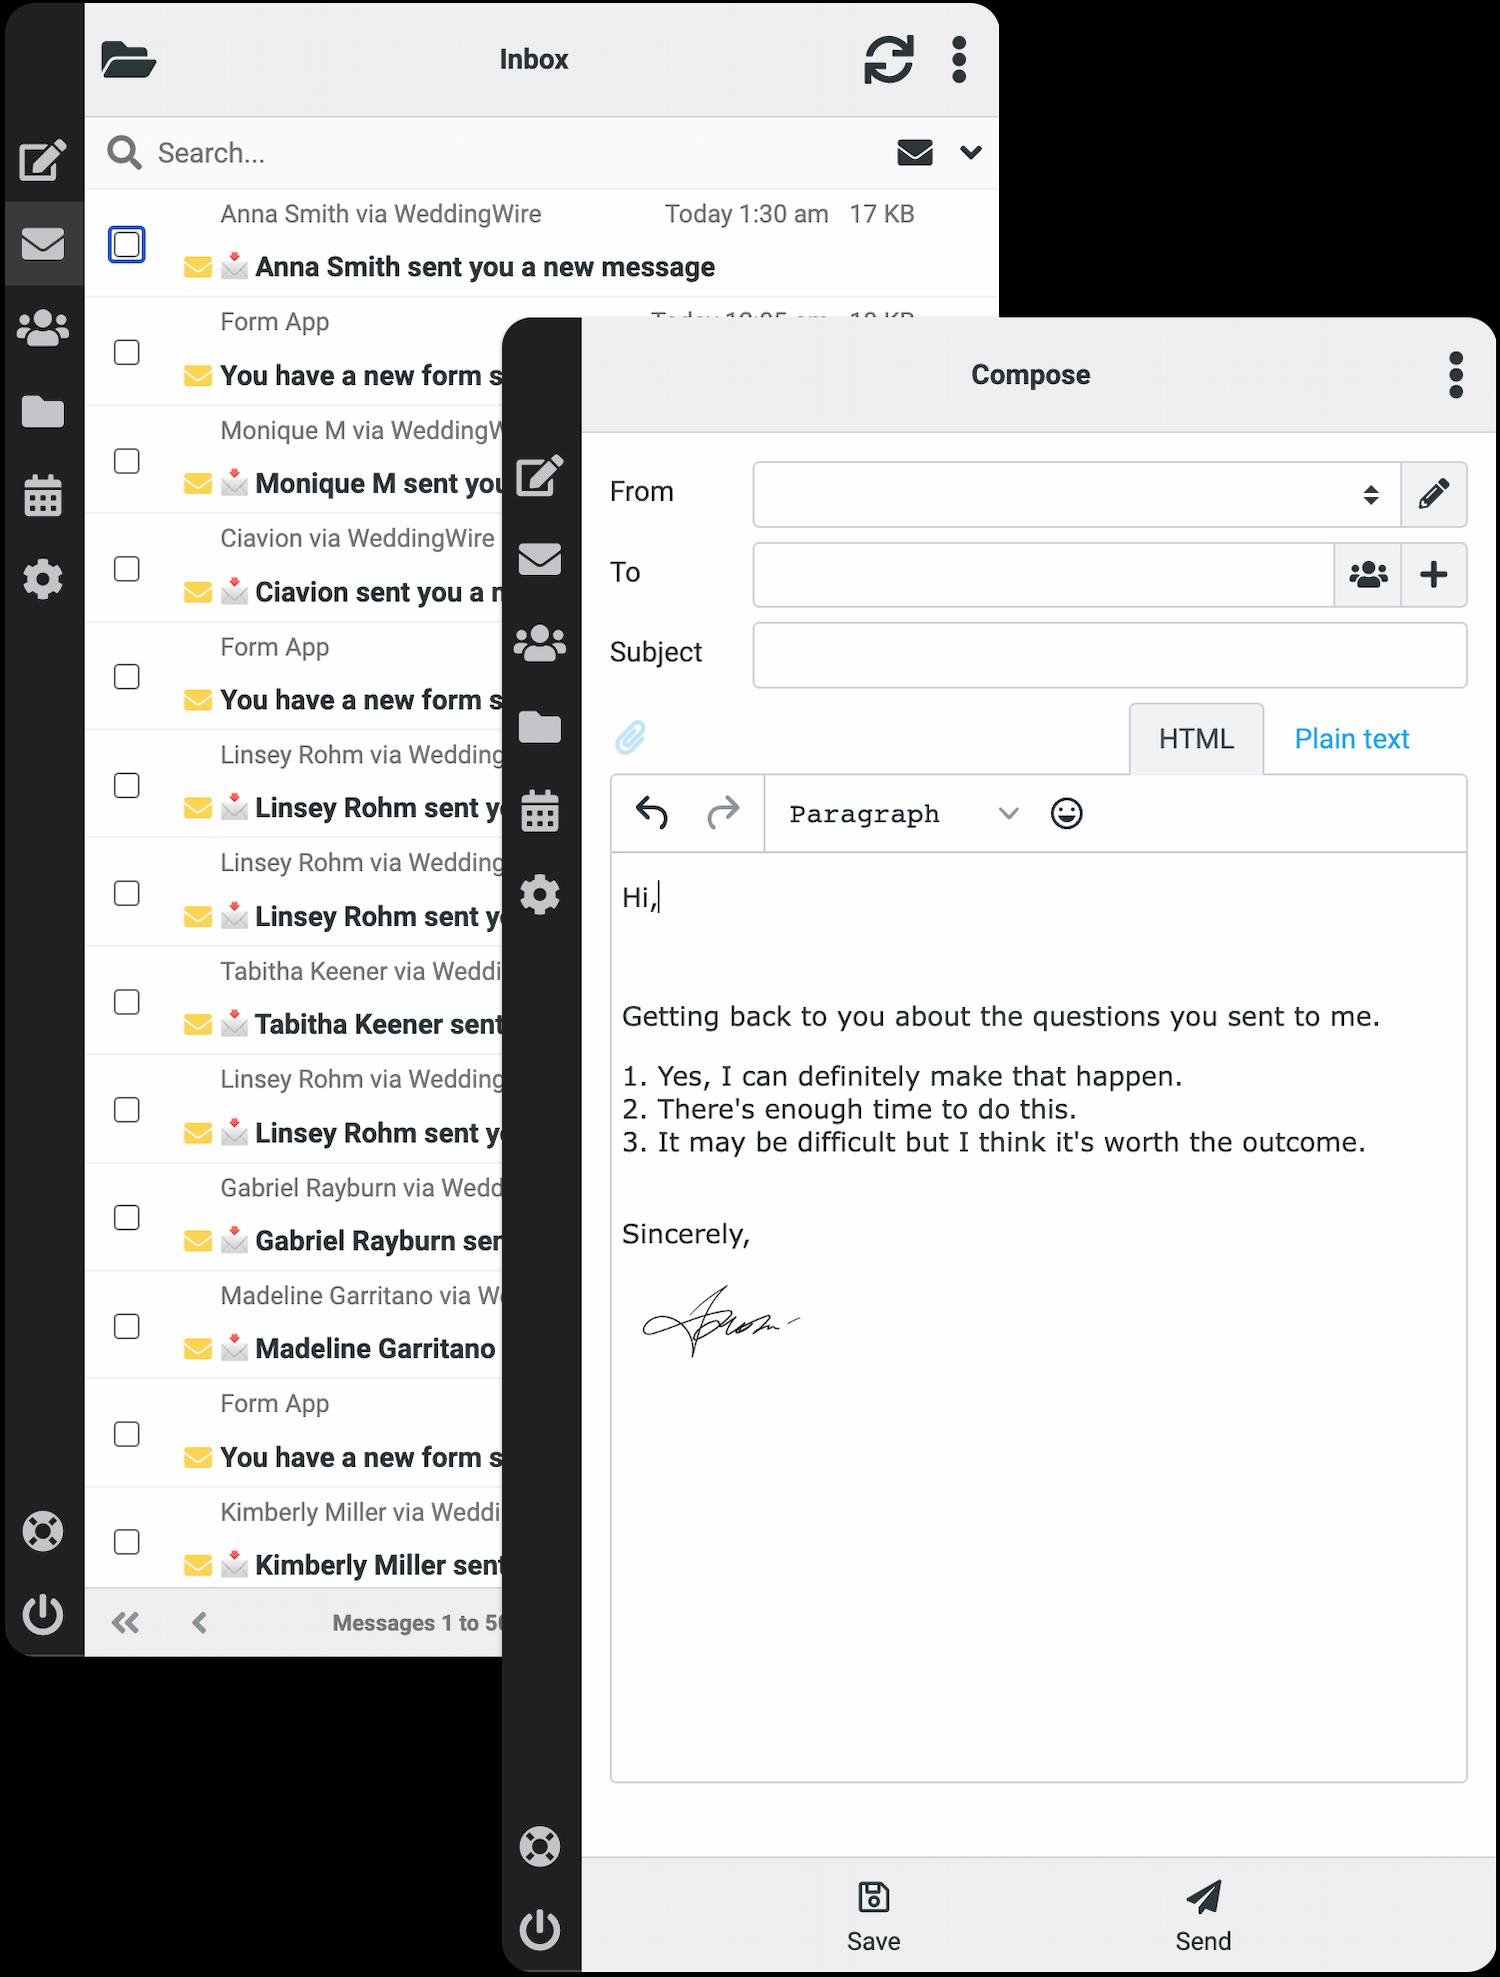 Inbox
Search...
Anna Smith via WeddingWire Today 1:30 am 17 KB
Anna Smith sent you a new message
Form App
You have a new form s
Monique M via WeddingW
Monique M sent you
Ciavion via WeddingWire
Ciavion sent you a n
Form App
You have a new form s
Linsey Rohm via Wedding
Linsey Rohm sent y
Linsey Rohm via Wedding
Linsey Rohm sent y
Tabitha Keener via Weddi
Tabitha Keener sent
Linsey Rohm via Wedding
Linsey Rohm sent y
Gabriel Rayburn via Wedd
Gabriel Rayburn sen
Madeline Garritano via We
Madeline Garritano
Form App
You have a new form s
Kimberly Miller via Weddi
Kimberly Miller sent
Messages 1 to 50
Compose
From
To
Subject
HTML Plain text
Paragraph
Hi,
Getting back to you about the questions you sent to me.
1. Yes, I can definitely make that happen.
2. There's enough time to do this.
3. It may be difficult but I think it's worth the outcome.
Sincerely,
Save Send